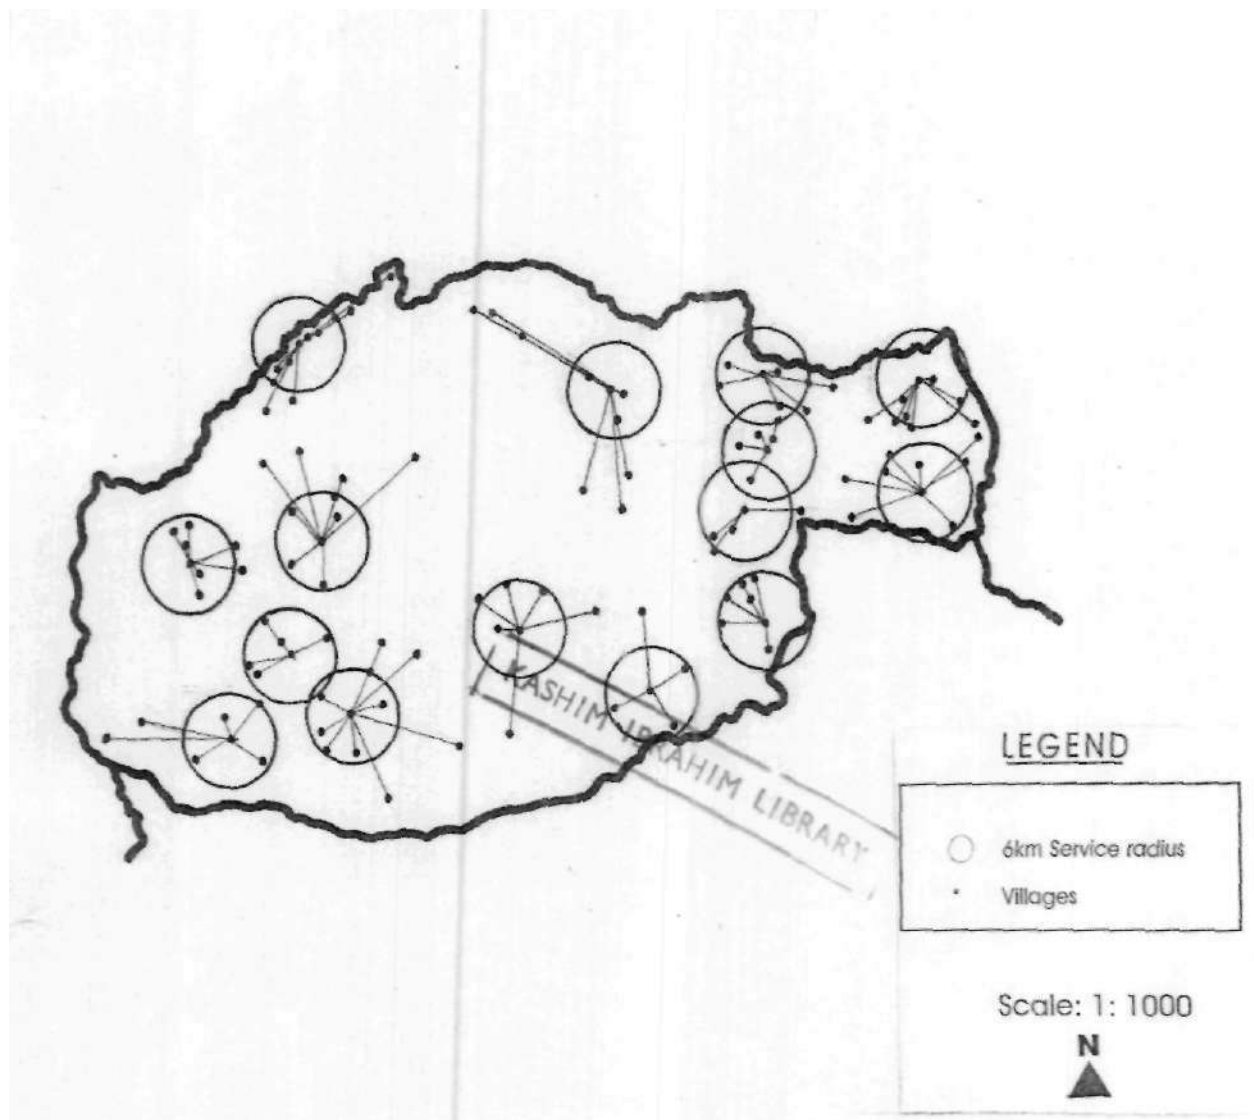 KASHIM IBRAHIM LIBRARY
LEGEND
6km Service radius
Villages
Scale: 1: 1000
N